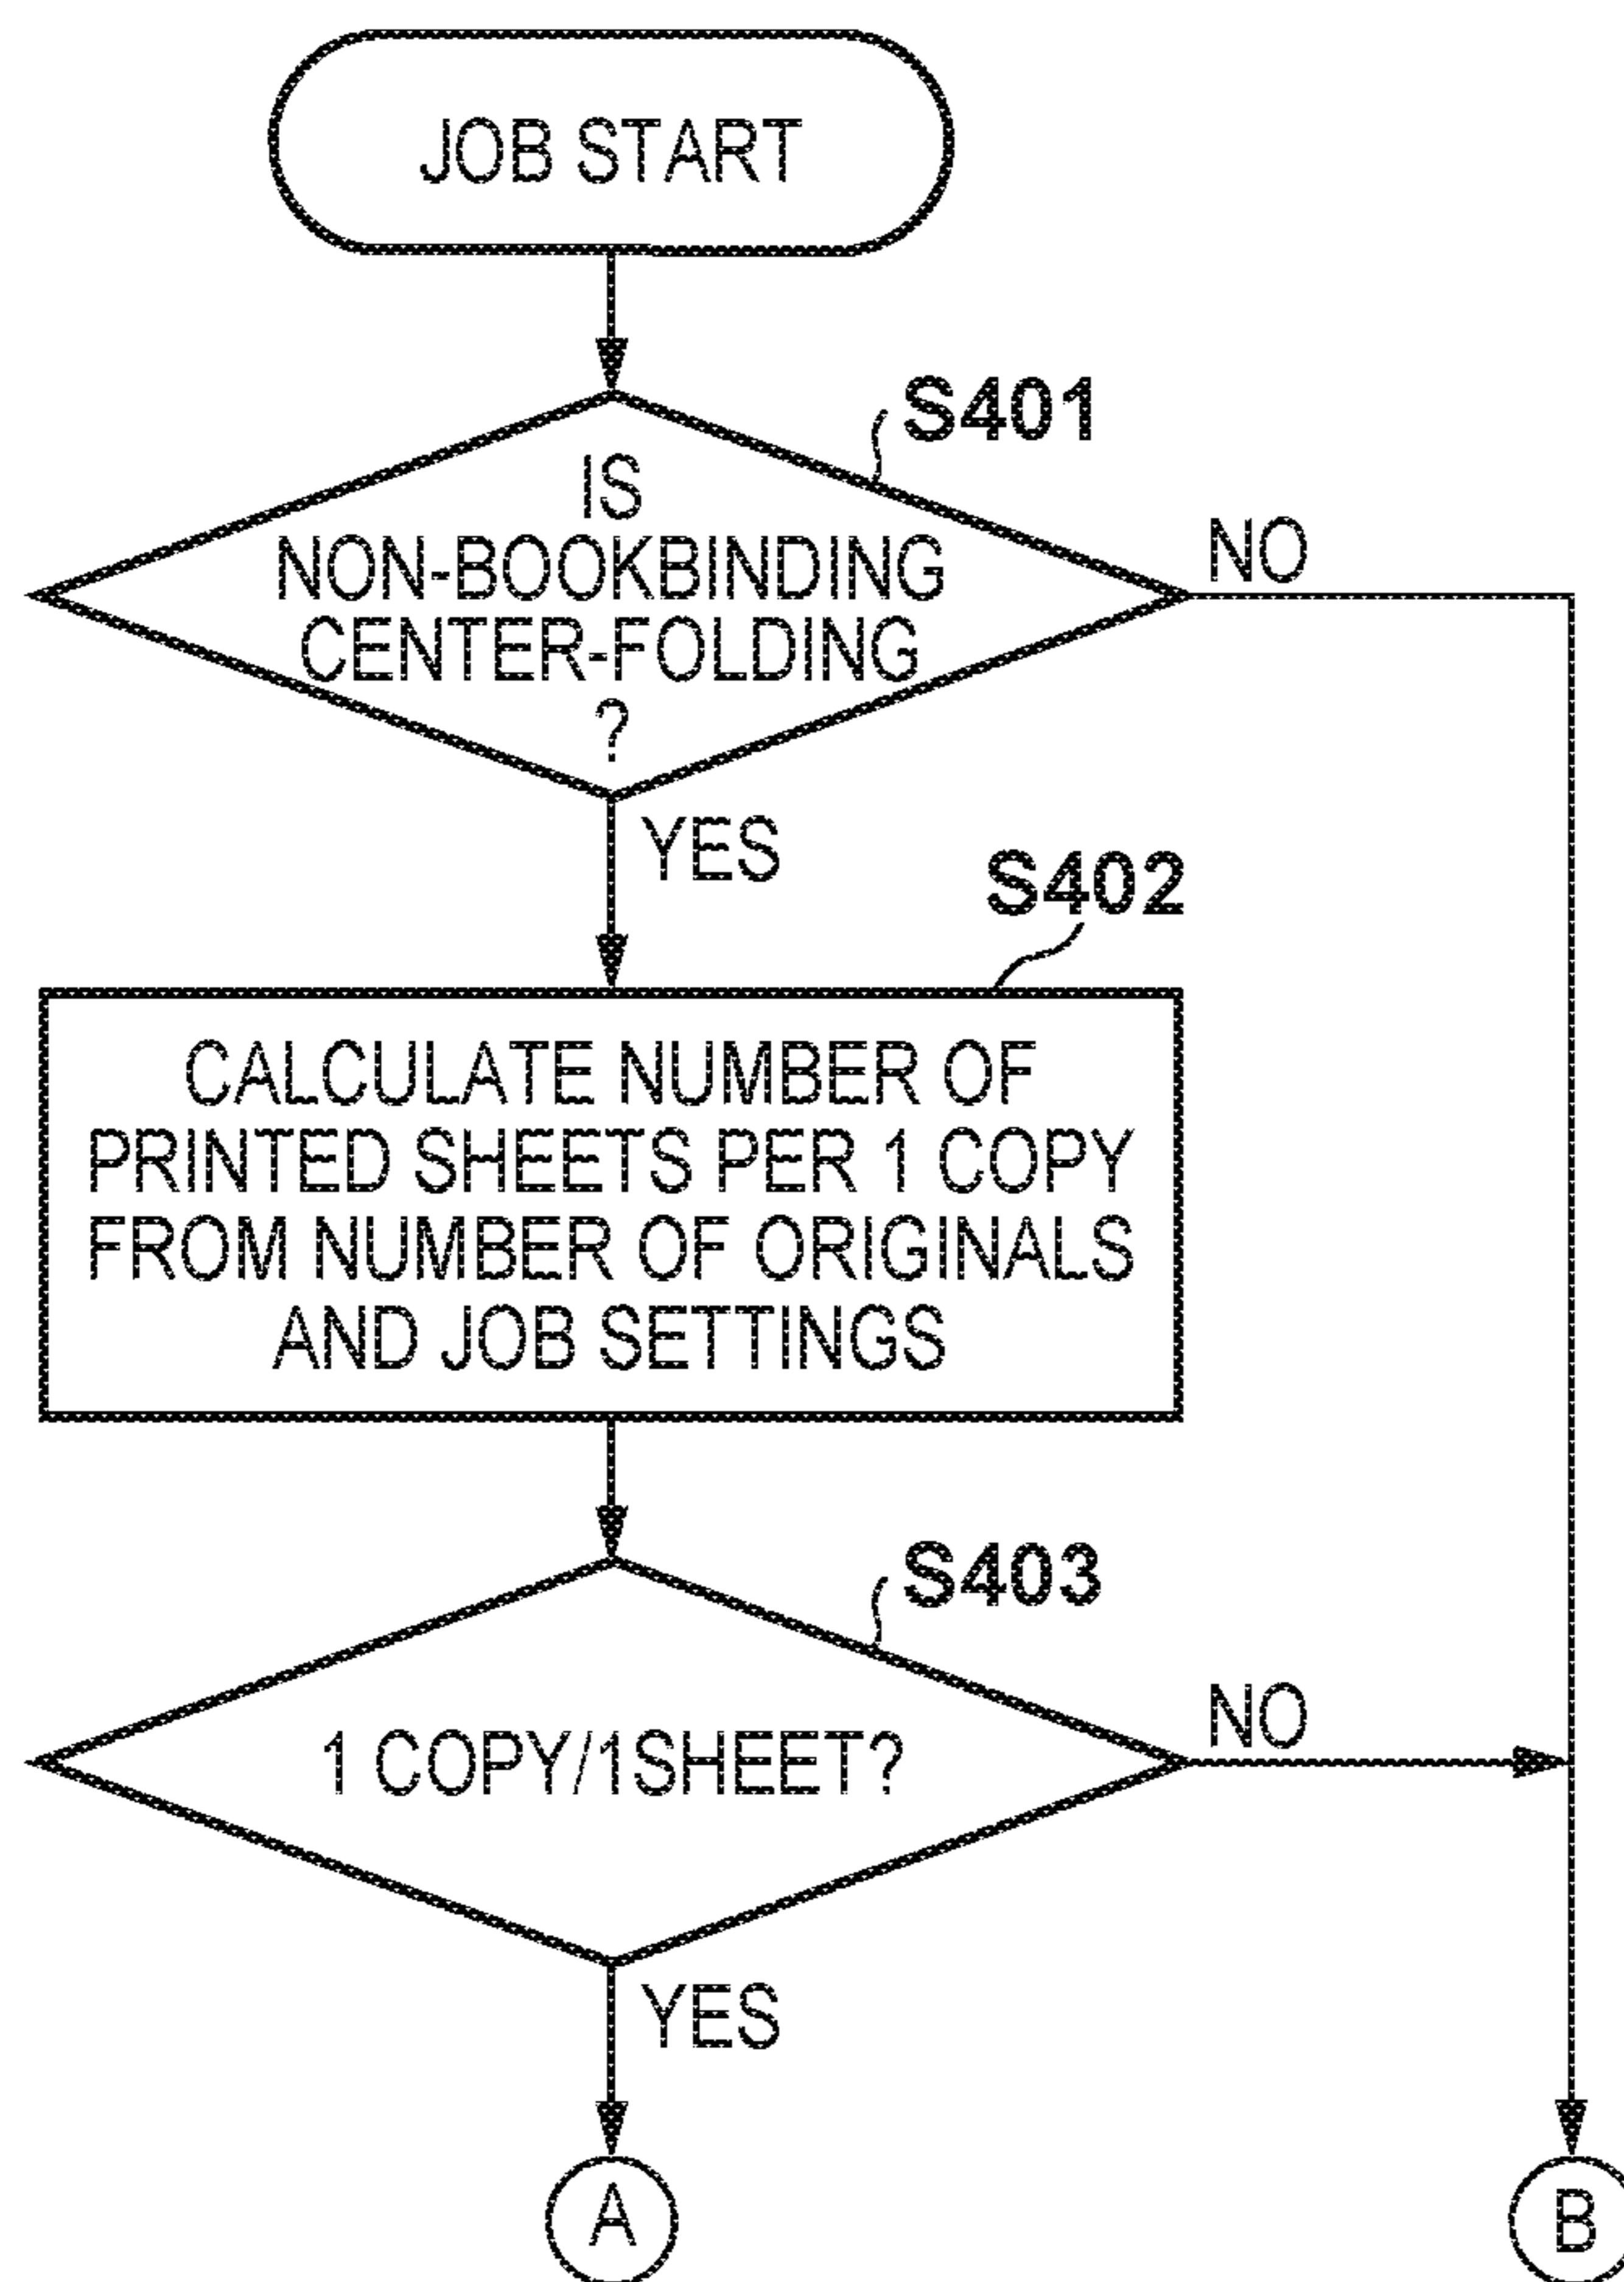 JOB START
S401
IS
NON-BOOKBINDING
CENTER-FOLDING
?
NO
YES
S402
CALCULATE NUMBER OF
PRINTED SHEETS PER 1 COPY
FROM NUMBER OF ORIGINALS
AND JOB SETTINGS
S403
1 COPY/1SHEET?
NO
YES
A
B